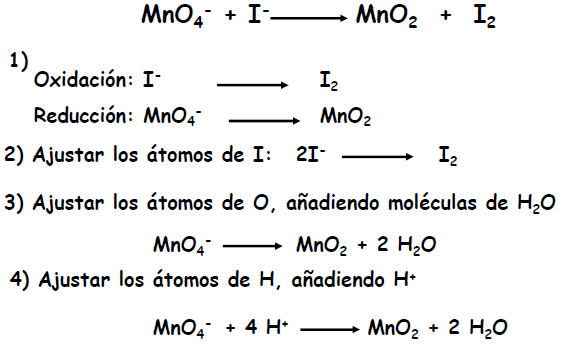 MnO₄⁻ + I⁻ ⟶ MnO₂ + I₂
1)
Oxidación: I⁻ ⟶ I₂
Reducción: MnO₄⁻ ⟶ MnO₂
2) Ajustar los átomos de I: 2I⁻ ⟶ I₂
3) Ajustar los átomos de O, añadiendo moléculas de H₂O
MnO₄⁻ ⟶ MnO₂ + 2 H₂O
4) Ajustar los átomos de H, añadiendo H⁺
MnO₄⁻ + 4 H⁺ ⟶ MnO₂ + 2 H₂O